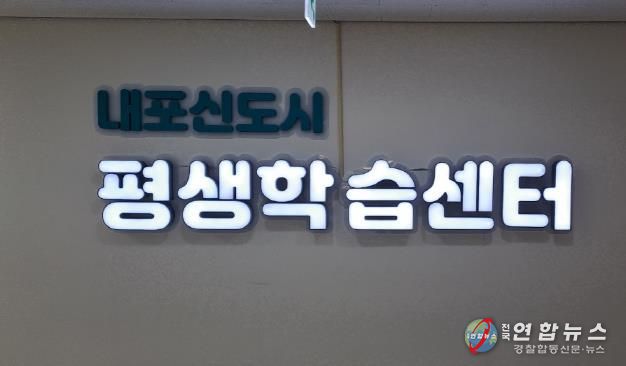 내포신도시
평생학습센터
전국 연합뉴스
경찰합동신문·뉴스